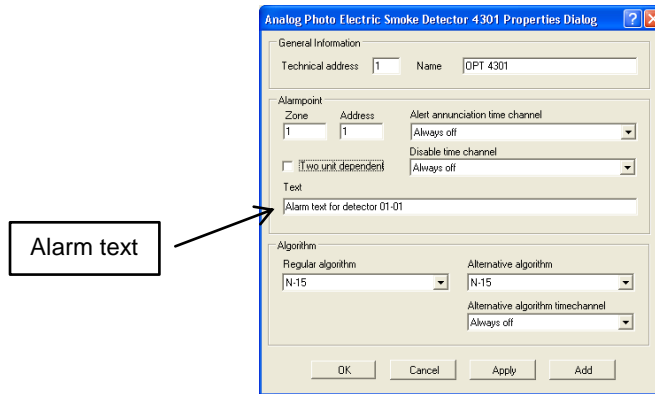 Analog Photo Electric Smoke Detector 4301 Properties Dialog
General Information
Technical address 1 Name OPT 4301
Alarmpoint
Zone Address Alert annunciation time channel
1 1 Always off
Disable time channel
Two unit dependent Always off
Text
Alarm text for detector 01-01
Alarm text
Algorithm
Regular algorithm Alternative algorithm
N-15 N-15
Alternative algorithm timechannel
Always off
OK Cancel Apply Add